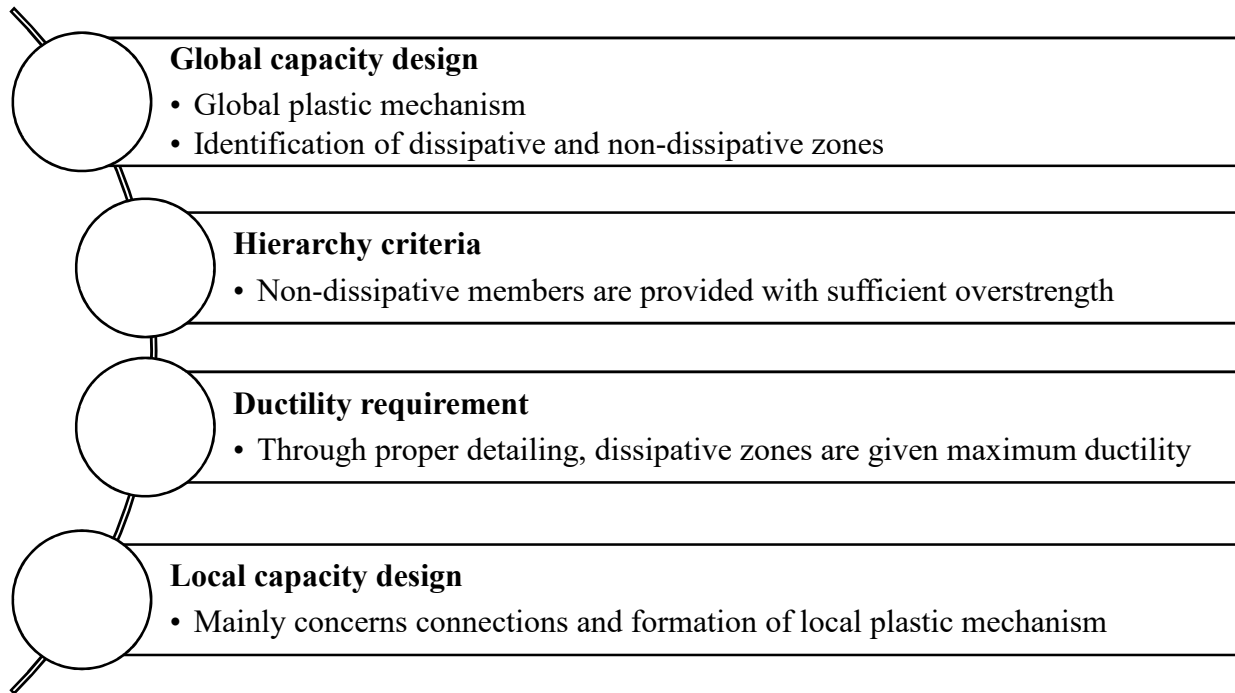 Global capacity design
• Global plastic mechanism
• Identification of dissipative and non-dissipative zones
Hierarchy criteria
• Non-dissipative members are provided with sufficient overstrength
Ductility requirement
• Through proper detailing, dissipative zones are given maximum ductility
Local capacity design
• Mainly concerns connections and formation of local plastic mechanism